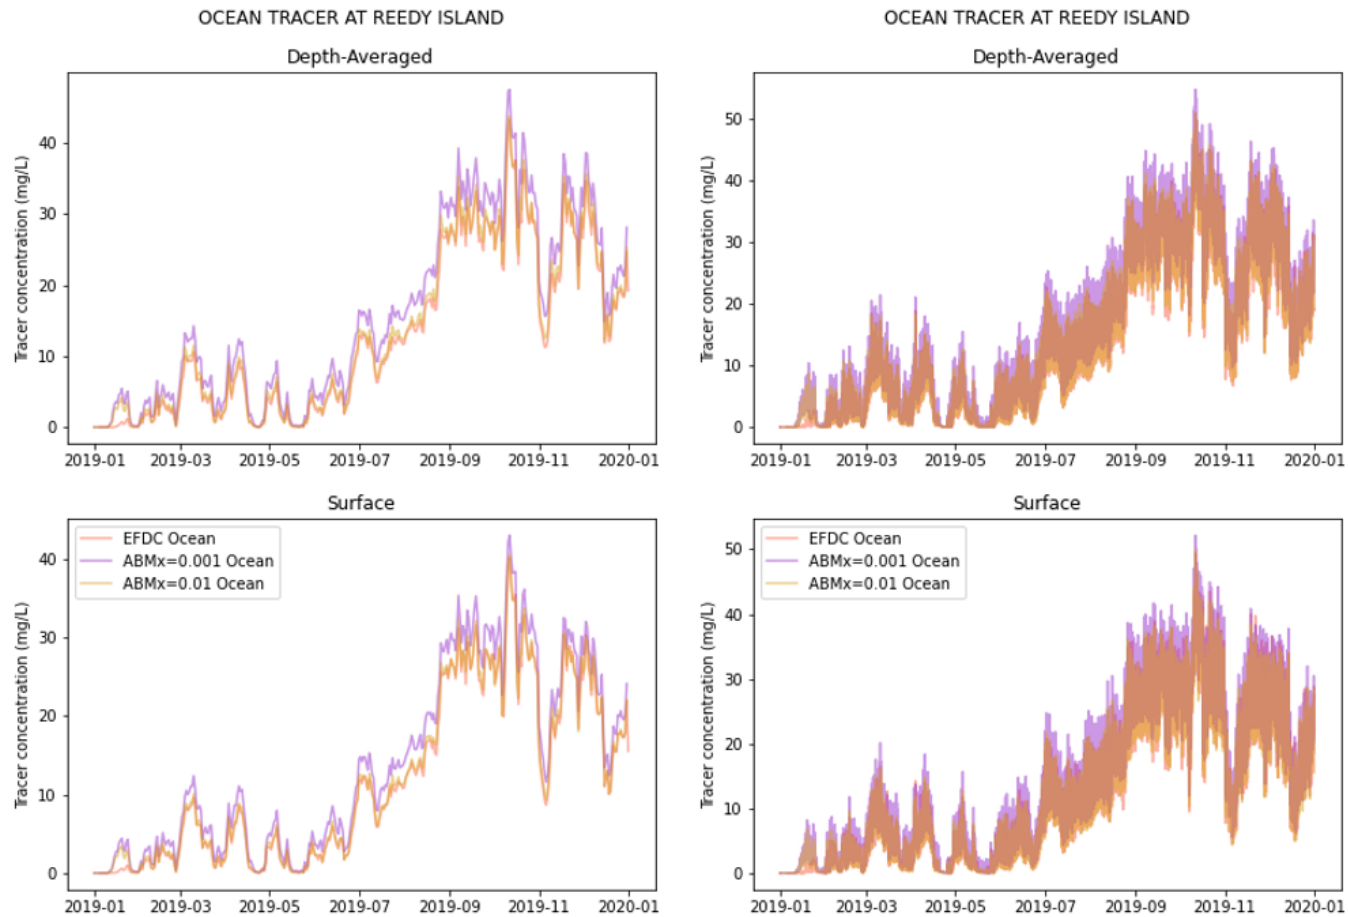 OCEAN TRACER AT REEDY ISLAND
Depth-Averaged
Tracer concentration (mg/L)
40
30
20
10
0
2019-01 2019-03 2019-05 2019-07 2019-09 2019-11 2020-01
Surface
EFDC Ocean
ABMx=0.001 Ocean
ABMx=0.01 Ocean
Tracer concentration (mg/L)
40
30
20
10
0
2019-01 2019-03 2019-05 2019-07 2019-09 2019-11 2020-01
OCEAN TRACER AT REEDY ISLAND
Depth-Averaged
Tracer concentration (mg/L)
50
40
30
20
10
0
2019-01 2019-03 2019-05 2019-07 2019-09 2019-11 2020-01
Surface
EFDC Ocean
ABMx=0.001 Ocean
ABMx=0.01 Ocean
Tracer concentration (mg/L)
50
40
30
20
10
0
2019-01 2019-03 2019-05 2019-07 2019-09 2019-11 2020-01